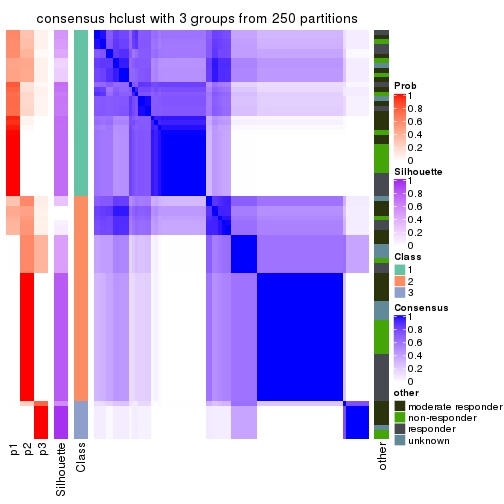 consensus hclust with 3 groups from 250 partitions
Prob
1
0.8
0.6
0.4
0.2
0
Silhouette
1
0.8
0.6
0.4
0.2
0
Class
1
2
3
Consensus
1
0.8
0.6
0.4
0.2
0
other
moderate responder
non-responder
responder
unknown
p1
p2
p3
Silhouette
Class
other